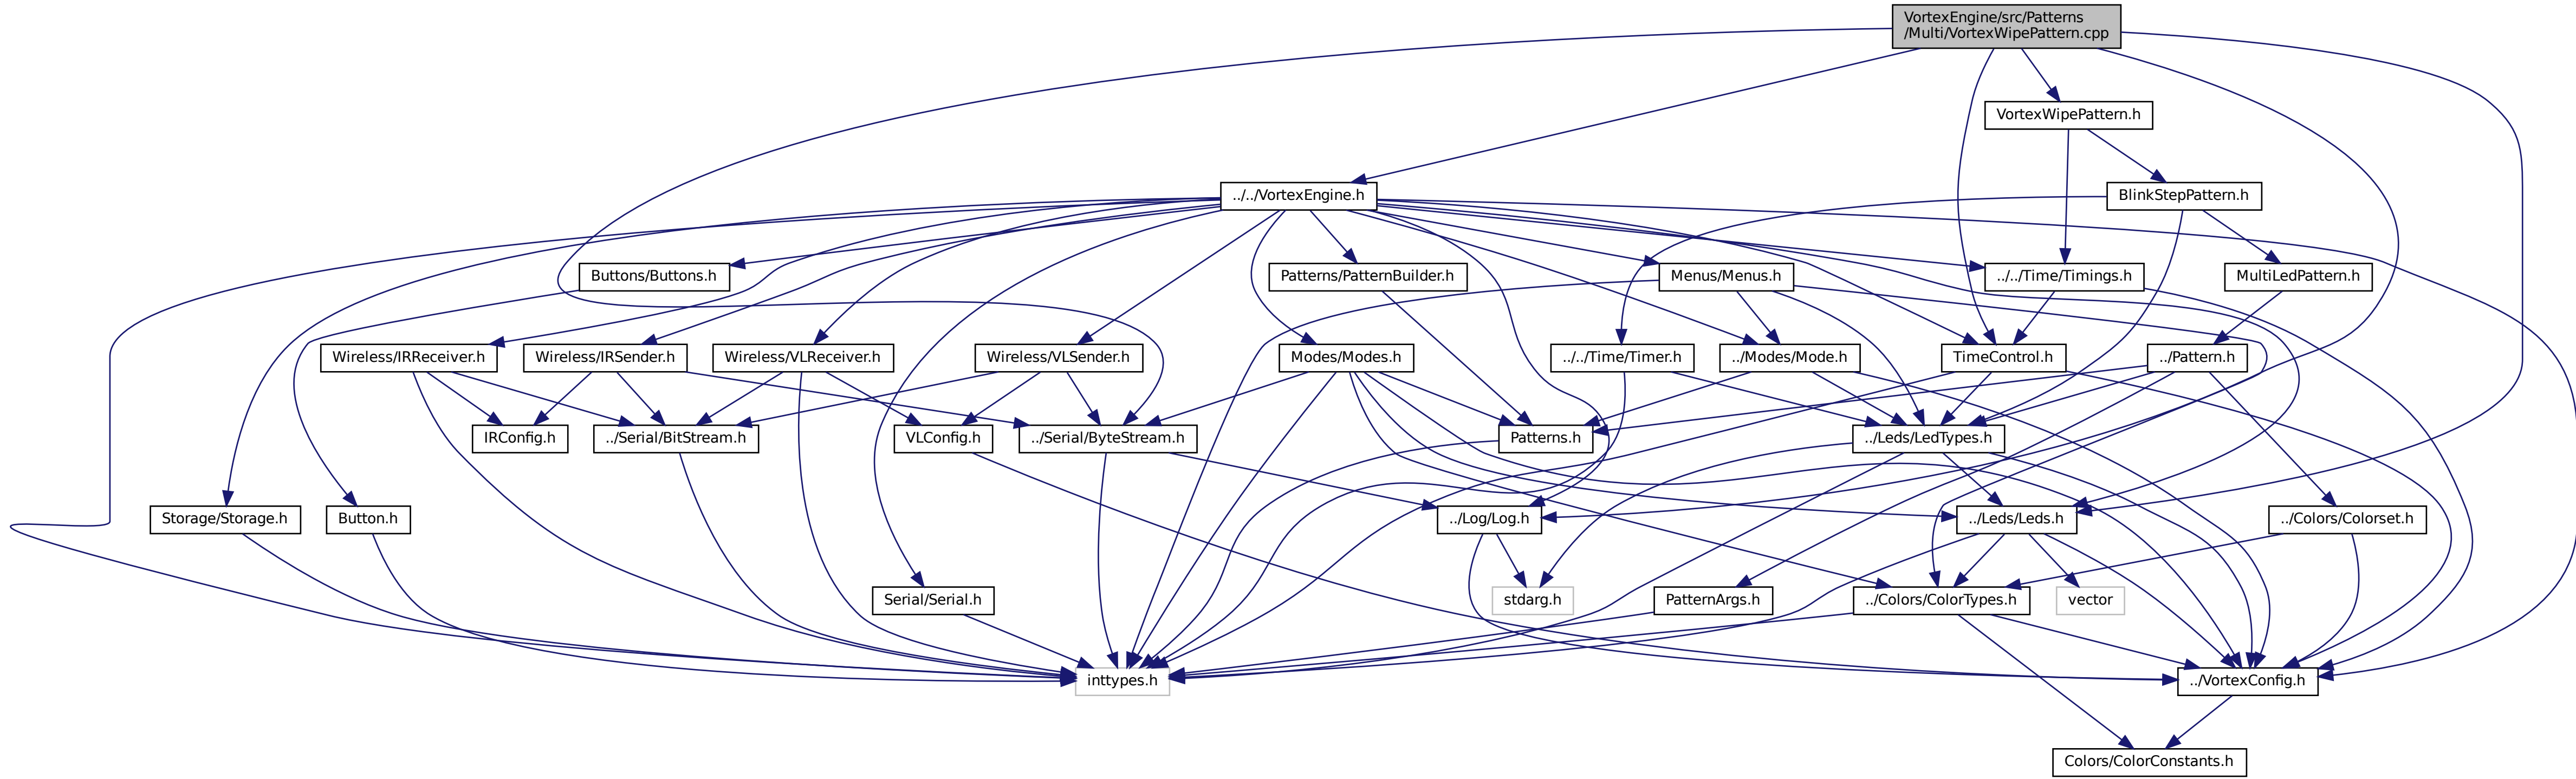 VortexEngine/src/Patterns
/Multi/VortexWipePattern.cpp
VortexWipePattern.h
../../VortexEngine.h
BlinkStepPattern.h
Buttons/Buttons.h
Patterns/PatternBuilder.h
Menus/Menus.h
../../Time/Timings.h
MultiLedPattern.h
Wireless/IRReceiver.h
Wireless/IRSender.h
Wireless/VLReceiver.h
Wireless/VLSender.h
Modes/Modes.h
../../Time/Timer.h
../Modes/Mode.h
TimeControl.h
../Pattern.h
IRConfig.h
../Serial/BitStream.h
VLConfig.h
../Serial/ByteStream.h
Patterns.h
../Leds/LedTypes.h
Storage/Storage.h
Button.h
../Log/Log.h
../Leds/Leds.h
../Colors/Colorset.h
Serial/Serial.h
stdarg.h
PatternArgs.h
../Colors/ColorTypes.h
vector
inttypes.h
../VortexConfig.h
Colors/ColorConstants.h